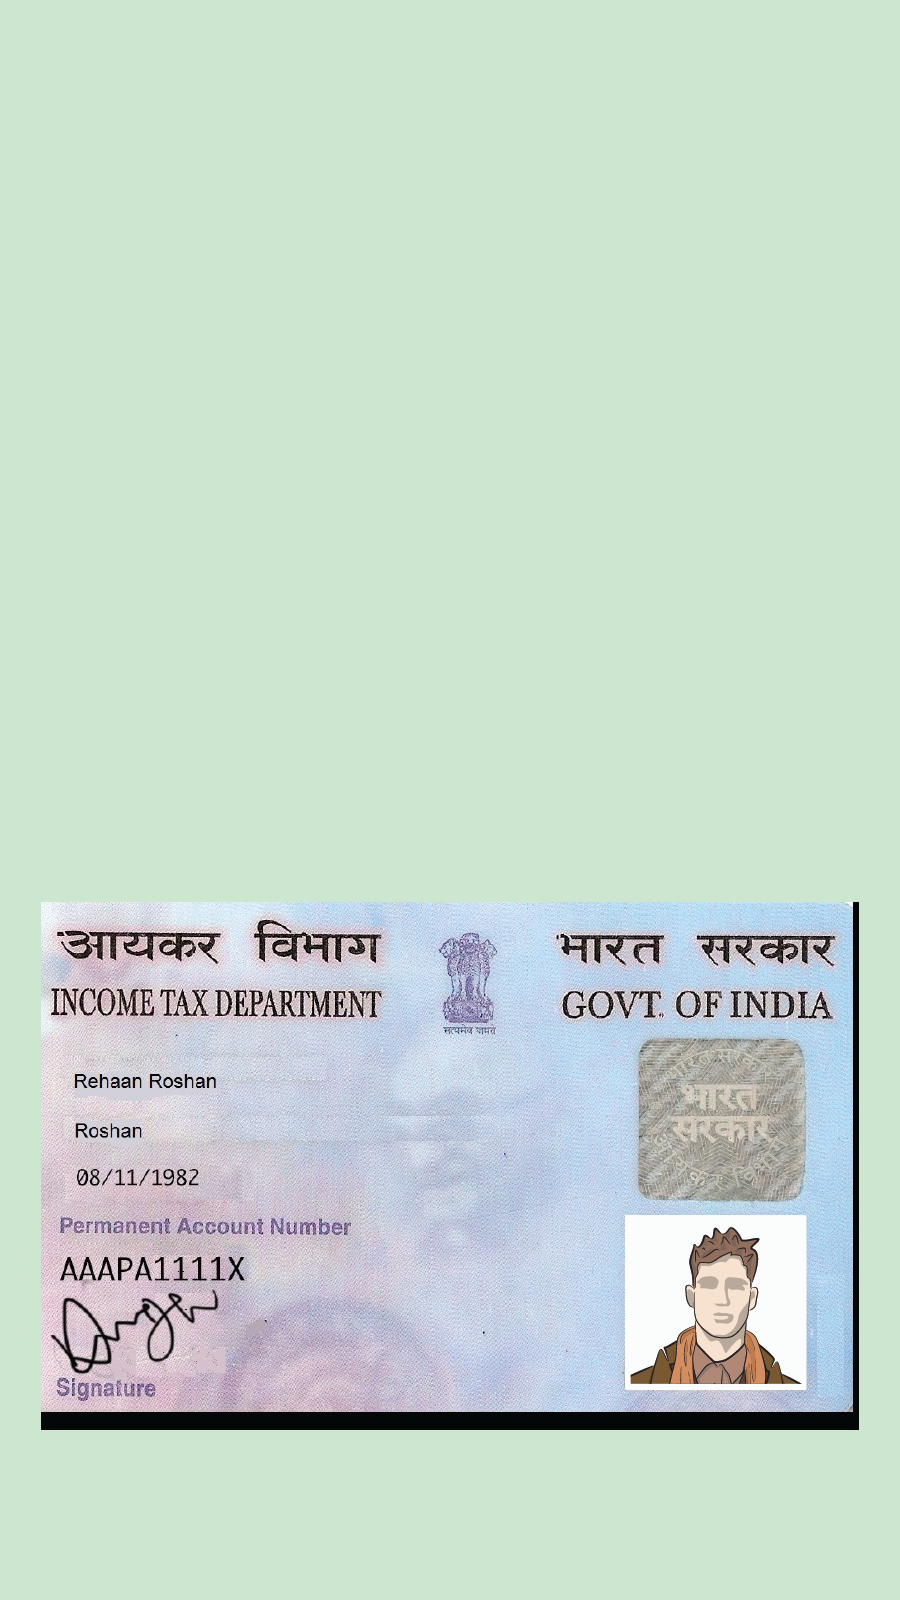 आयकर विभाग
भारत सरकार
INCOME TAX DEPARTMENT
GOVT. OF INDIA
सत्यमेव जयते
Rehaan Roshan
भारत सरकार
Roshan
08/11/1982
Permanent Account Number
AAAPA1111X
Signature